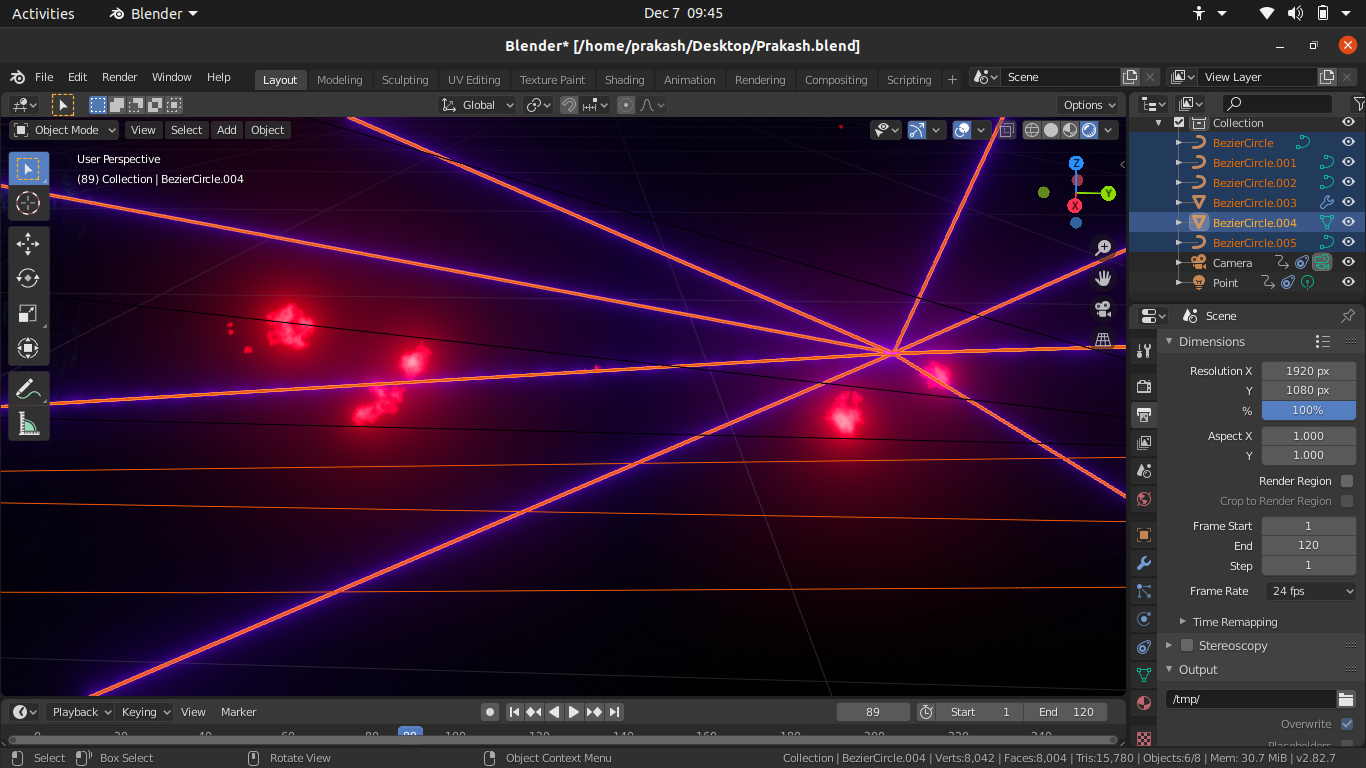 Activities Blender Dec 7 09:45
Blender* [/home/prakash/Desktop/Prakash.blend]
File Edit Render Window Help Layout Modeling Sculpting UV Editing Texture Paint Shading Animation Rendering Compositing Scripting + Scene View Layer
Global Options
Object Mode View Select Add Object
User Perspective
(89) Collection | BezierCircle.004
Z
Y
X
Collection
BezierCircle
BezierCircle.001
BezierCircle.002
BezierCircle.003
BezierCircle.004
BezierCircle.005
Camera
Point
Scene
Dimensions
Resolution X 1920 px
Y 1080 px
% 100%
Aspect X 1.000
Y 1.000
Render Region
Crop to Render Region
Frame Start 1
End 120
Step 1
Frame Rate 24 fps
Time Remapping
Stereoscopy
Output
/tmp/
Overwrite
Placeholders
Playback Keying View Marker 89 Start 1 End 120
Select Box Select Rotate View Object Context Menu Collection | BezierCircle.004 | Verts:8,042 | Faces:8,004 | Tris:15,780 | Objects:6/8 | Mem: 30.7 MiB | v2.82.7